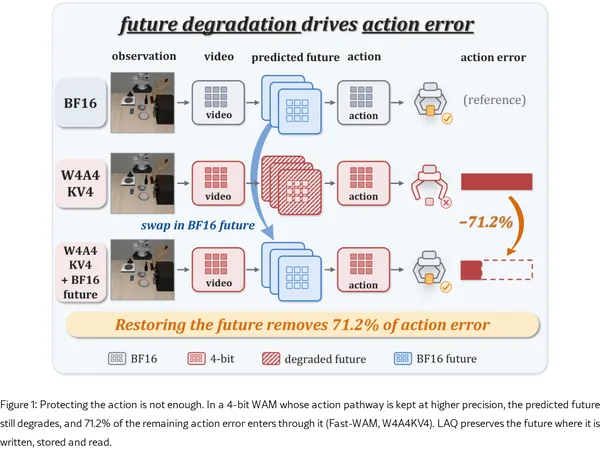 future degradation drives action error
observation video predicted future action action error
BF16
video
action
(reference)
W4A4
KV4
video
action
swap in BF16 future
−71.2%
W4A4
KV4
+ BF16
future
video
action
Restoring the future removes 71.2% of action error
BF16 4-bit degraded future BF16 future
Figure 1: Protecting the action is not enough. In a 4-bit WAM whose action pathway is kept at higher precision, the predicted future
still degrades, and 71.2% of the remaining action error enters through it (Fast-WAM, W4A4KV4). LAQ preserves the future where it is
written, stored and read.